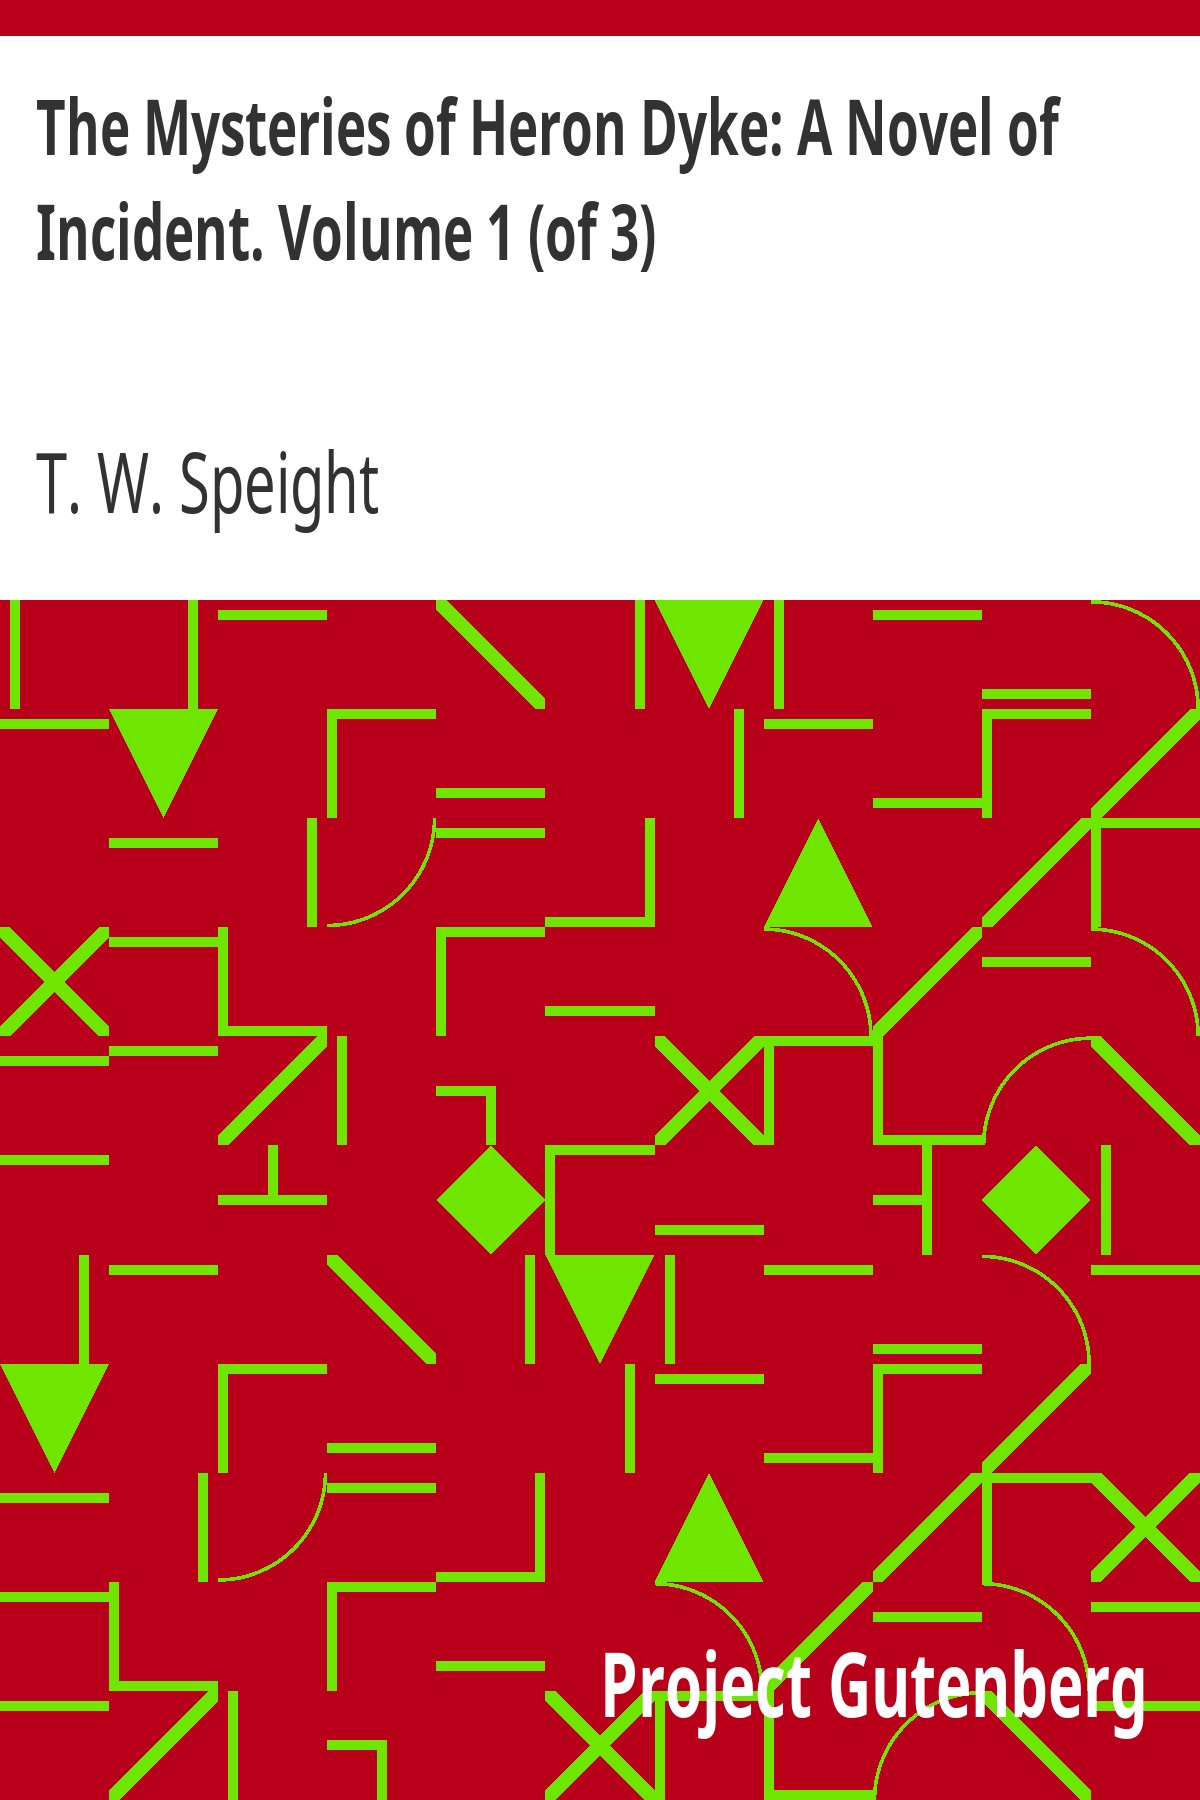 The Mysteries of Heron Dyke: A Novel of
Incident. Volume 1 (of 3)
T. W. Speight
Project Gutenberg